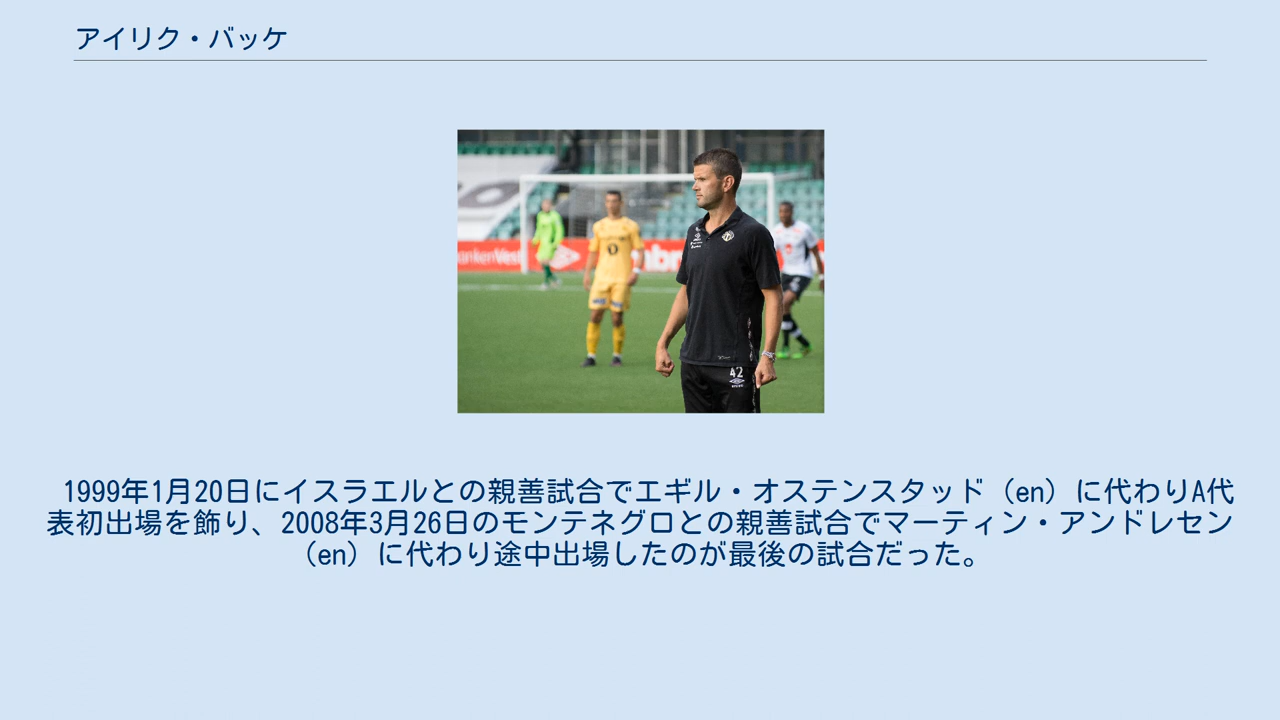 アイリク・バッケ
ankenVest
mbr
42
1999年1月20日にイスラエルとの親善試合でエギル・オステンスタッド（en）に代わりA代
表初出場を飾り、2008年3月26日のモンテネグロとの親善試合でマーティン・アンドレセン
（en）に代わり途中出場したのが最後の試合だった。